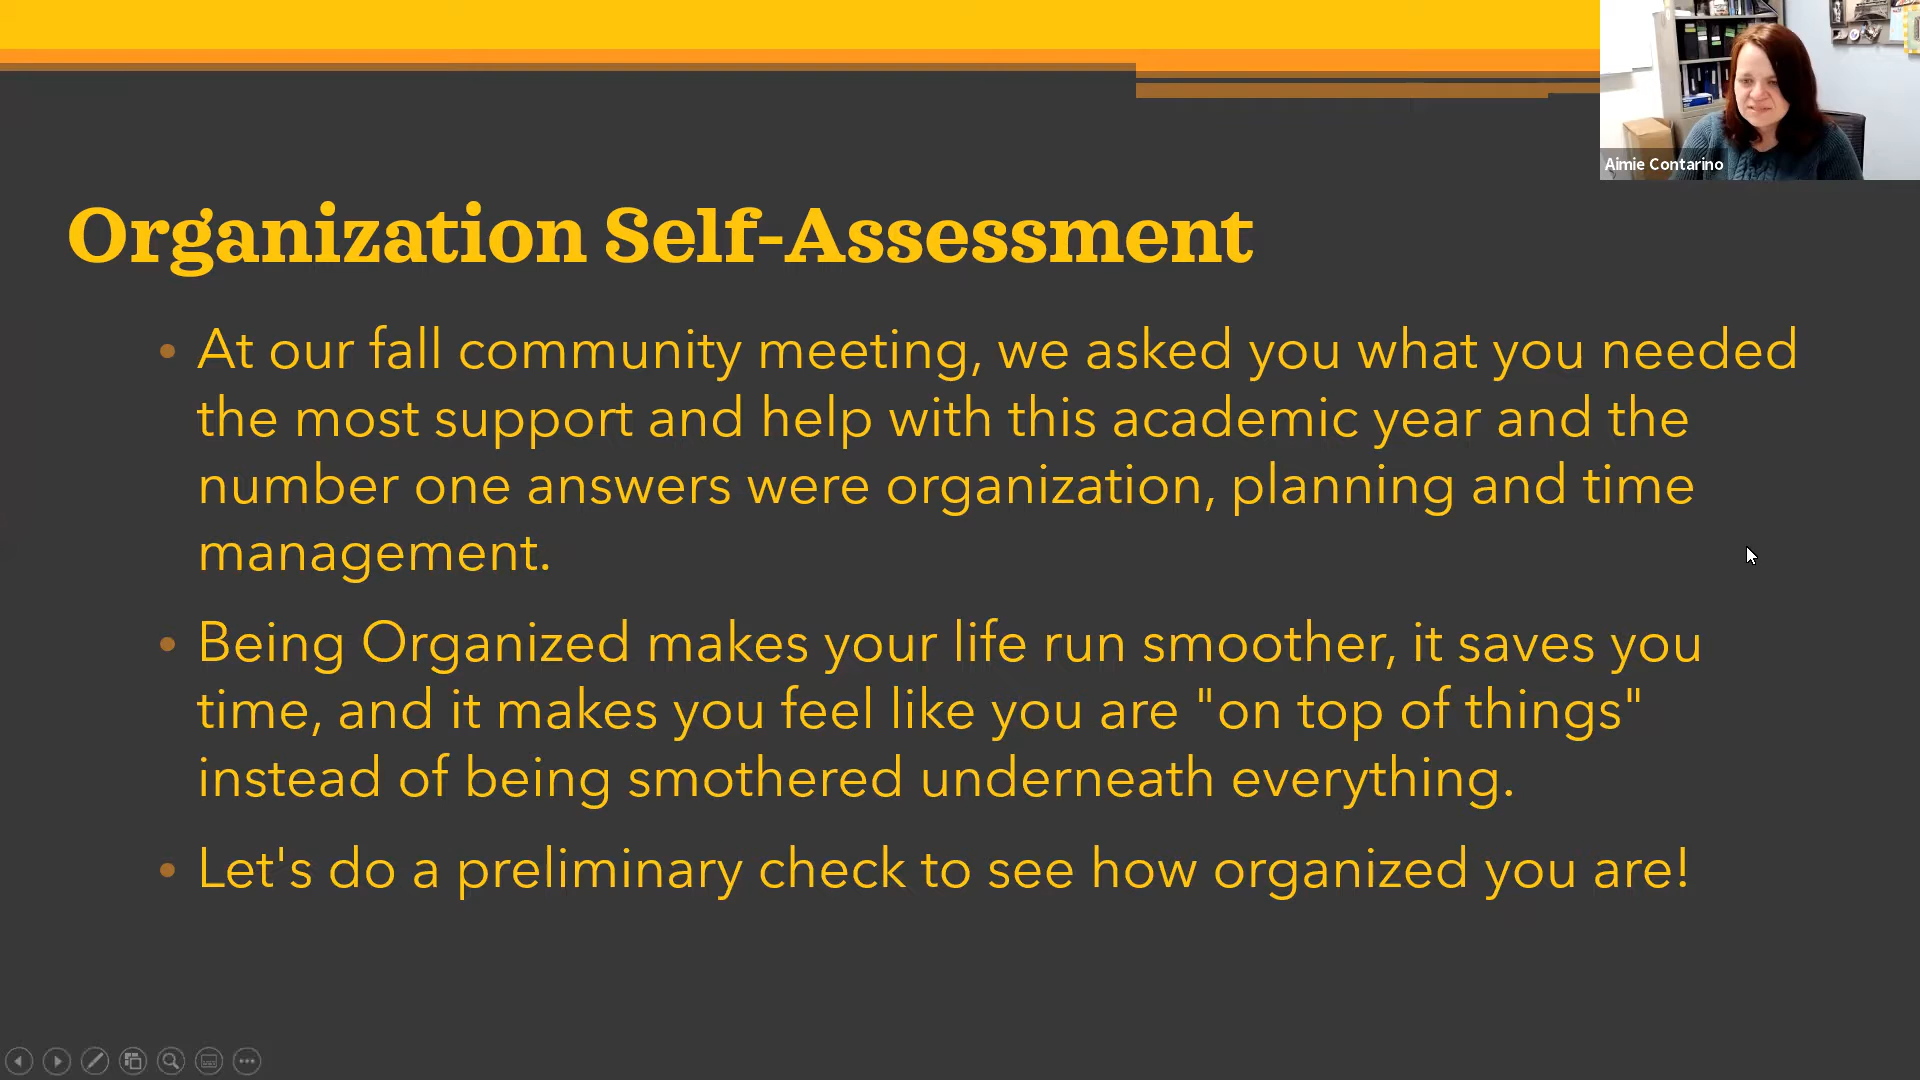 Aimie Contarino
Organization Self-Assessment
• At our fall community meeting, we asked you what you needed
the most support and help with this academic year and the
number one answers were organization, planning and time
management.
• Being Organized makes your life run smoother, it saves you
time, and it makes you feel like you are "on top of things"
instead of being smothered underneath everything.
• Let's do a preliminary check to see how organized you are!